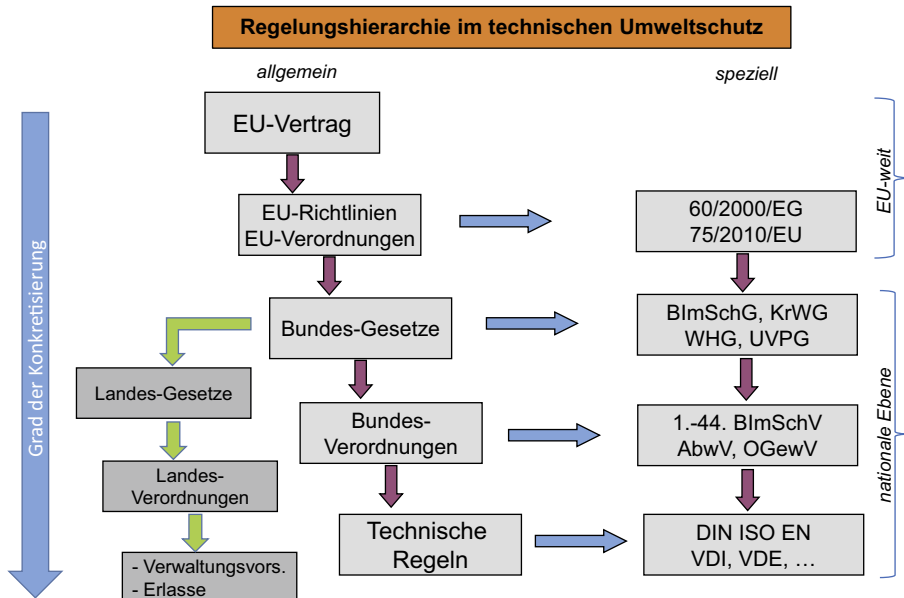 Regelungshierarchie im technischen Umweltschutz
allgemein
speziell
Grad der Konkretisierung
EU-Vertrag
EU-weit
EU-Richtlinien
EU-Verordnungen
60/2000/EG
75/2010/EU
Bundes-Gesetze
BImSchG, KrWG
WHG, UVPG
nationale Ebene
Landes-Gesetze
Bundes-
Verordnungen
1.-44. BImSchV
AbwV, OGewV
Landes-
Verordnungen
Technische
Regeln
DIN ISO EN
VDI, VDE, …
- Verwaltungsvors.
- Erlasse